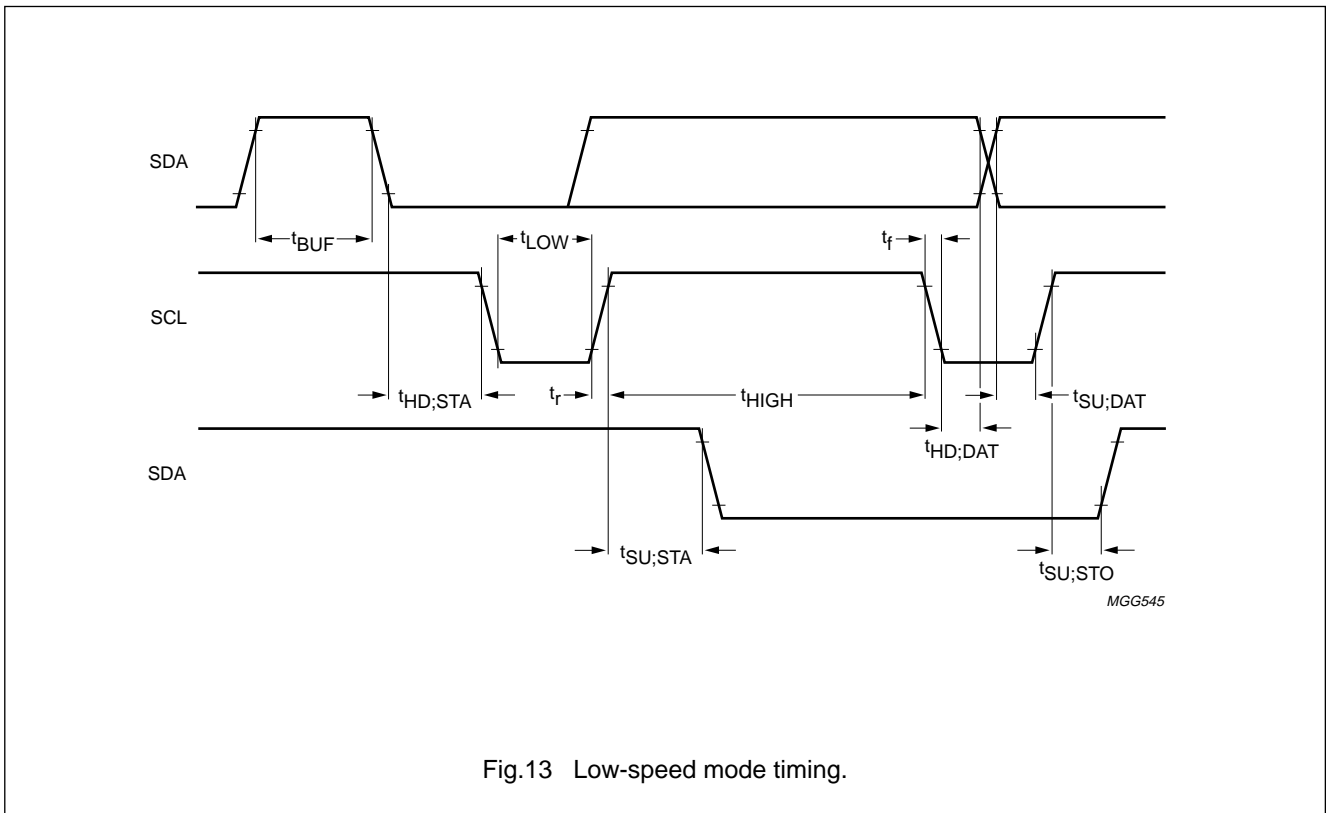 SDA
tBUF
tLOW
tf
SCL
tHD;STA
tr
tHIGH
tSU;DAT
tHD;DAT
SDA
tSU;STA
tSU;STO
MGG545
Fig.13 Low-speed mode timing.